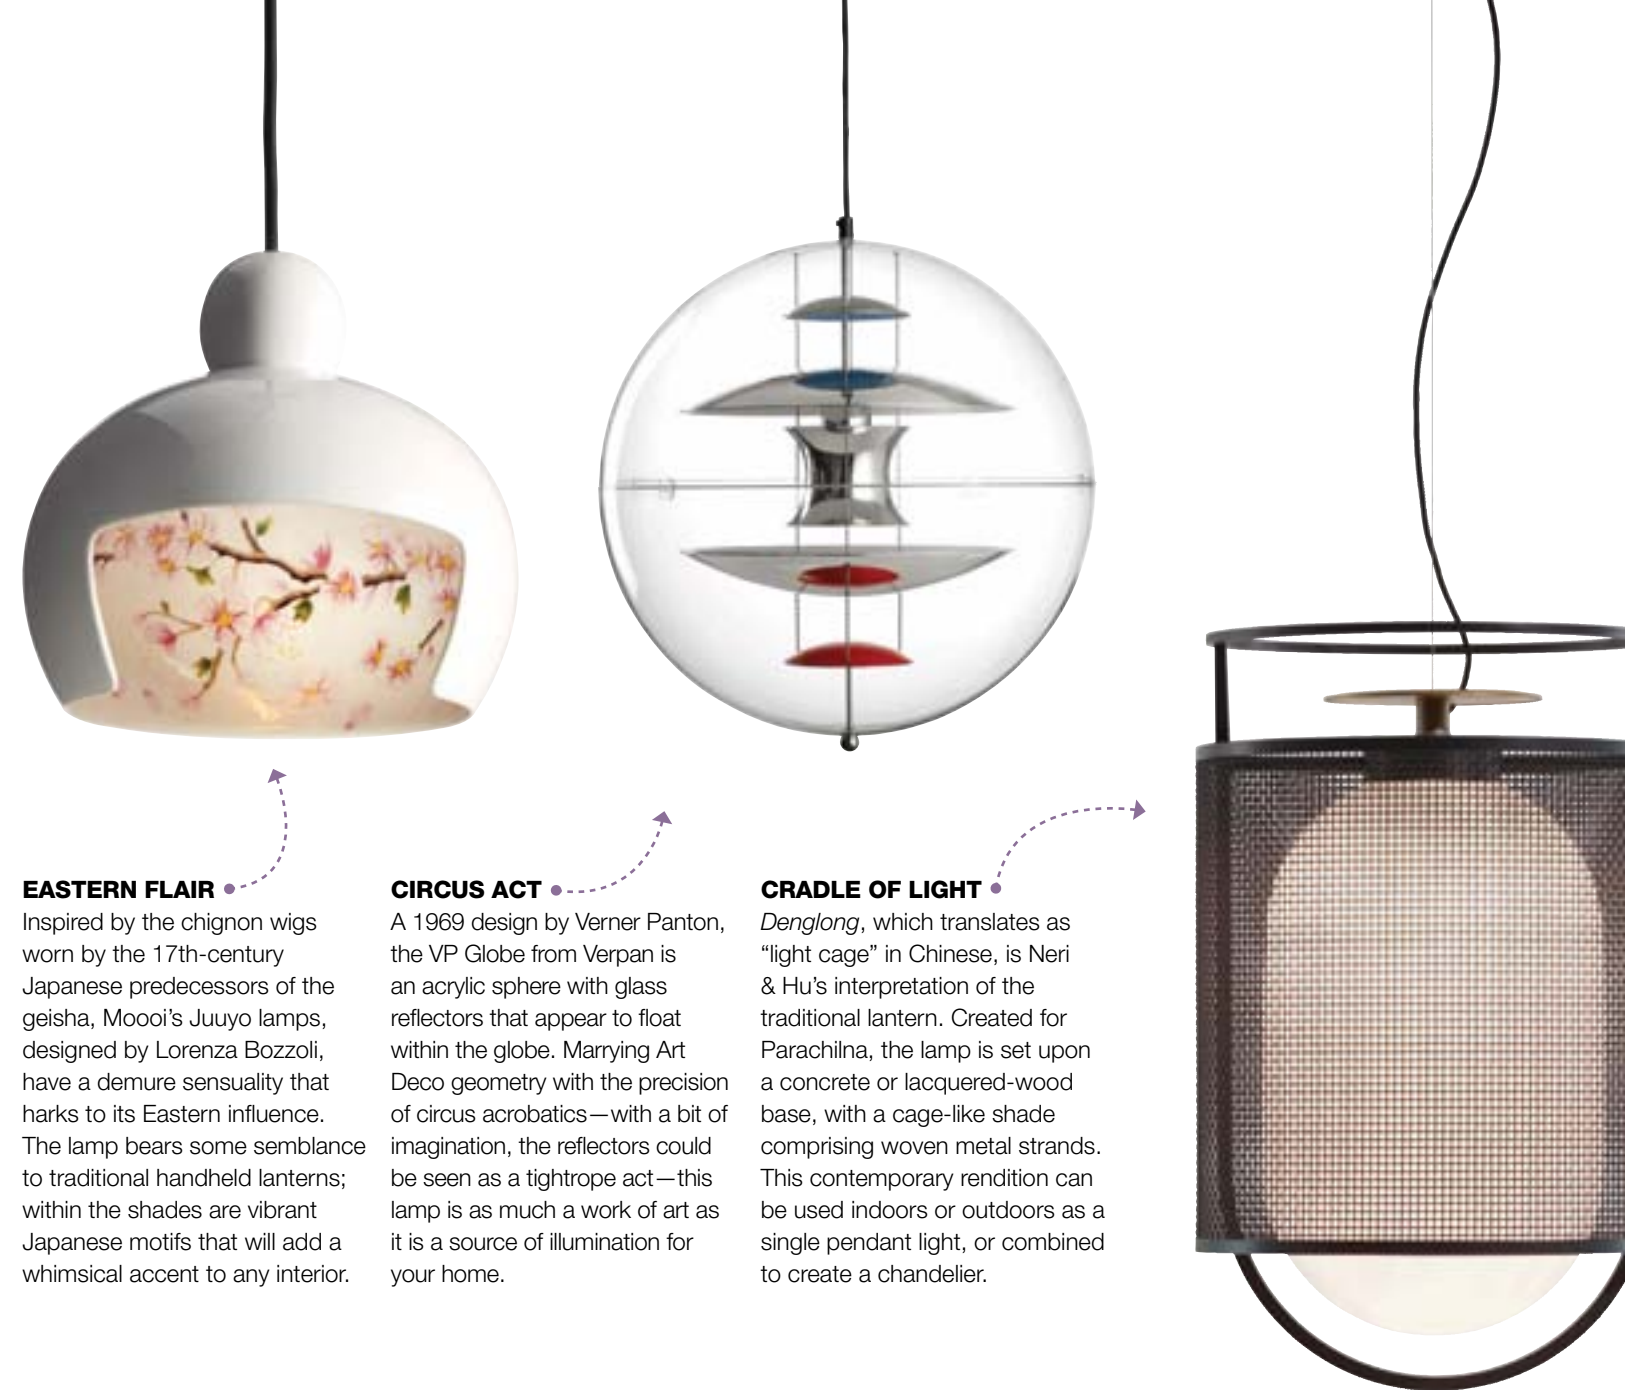 EASTERN FLAIR
Inspired by the chignon wigs
worn by the 17th-century
Japanese predecessors of the
geisha, Moooi’s Juuyo lamps,
designed by Lorenza Bozzoli,
have a demure sensuality that
harks to its Eastern influence.
The lamp bears some semblance
to traditional handheld lanterns;
within the shades are vibrant
Japanese motifs that will add a
whimsical accent to any interior.
CIRCUS ACT
A 1969 design by Verner Panton,
the VP Globe from Verpan is
an acrylic sphere with glass
reflectors that appear to float
within the globe. Marrying Art
Deco geometry with the precision
of circus acrobatics—with a bit of
imagination, the reflectors could
be seen as a tightrope act—this
lamp is as much a work of art as
it is a source of illumination for
your home.
CRADLE OF LIGHT
Denglong, which translates as
“light cage” in Chinese, is Neri
& Hu’s interpretation of the
traditional lantern. Created for
Parachilna, the lamp is set upon
a concrete or lacquered-wood
base, with a cage-like shade
comprising woven metal strands.
This contemporary rendition can
be used indoors or outdoors as a
single pendant light, or combined
to create a chandelier.